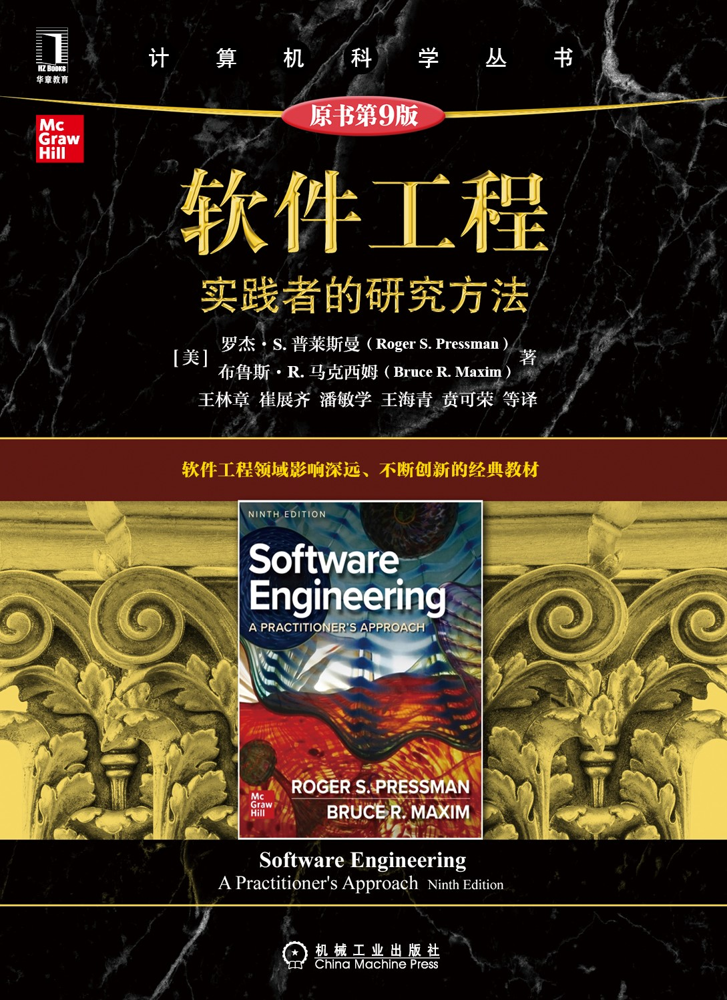 HZ Books
华章教育
计算机科学丛书
原书第9版
Mc
Graw
Hill
软件工程
实践者的研究方法
[美] 罗杰·S. 普莱斯曼（Roger S. Pressman）
布鲁斯·R. 马克西姆（Bruce R. Maxim） 著
王林章 崔展齐 潘敏学 王海青 贲可荣 等译
软件工程领域影响深远、不断创新的经典教材
NINTH EDITION
Software
Engineering
A PRACTITIONER'S APPROACH
ROGER S. PRESSMAN
BRUCE R. MAXIM
Mc
Graw
Hill
Software Engineering
A Practitioner's Approach Ninth Edition
机械工业出版社
China Machine Press